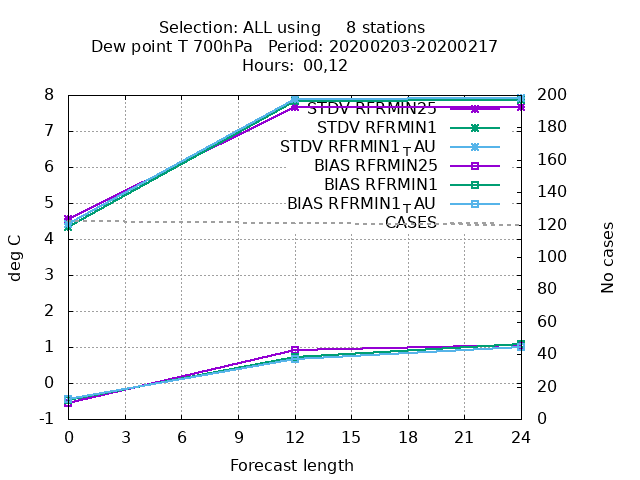 Selection: ALL using 8 stations
Dew point T 700hPa Period: 20200203-20200217
Hours: 00,12
8
7
6
5
4
3
2
1
0
-1
deg C
200
180
160
140
120
100
80
60
40
20
0
No cases
STDV RFRMIN25
STDV RFRMIN1
STDV RFRMIN1_TAU
BIAS RFRMIN25
BIAS RFRMIN1
BIAS RFRMIN1_TAU
CASES
0 3 6 9 12 15 18 21 24
Forecast length